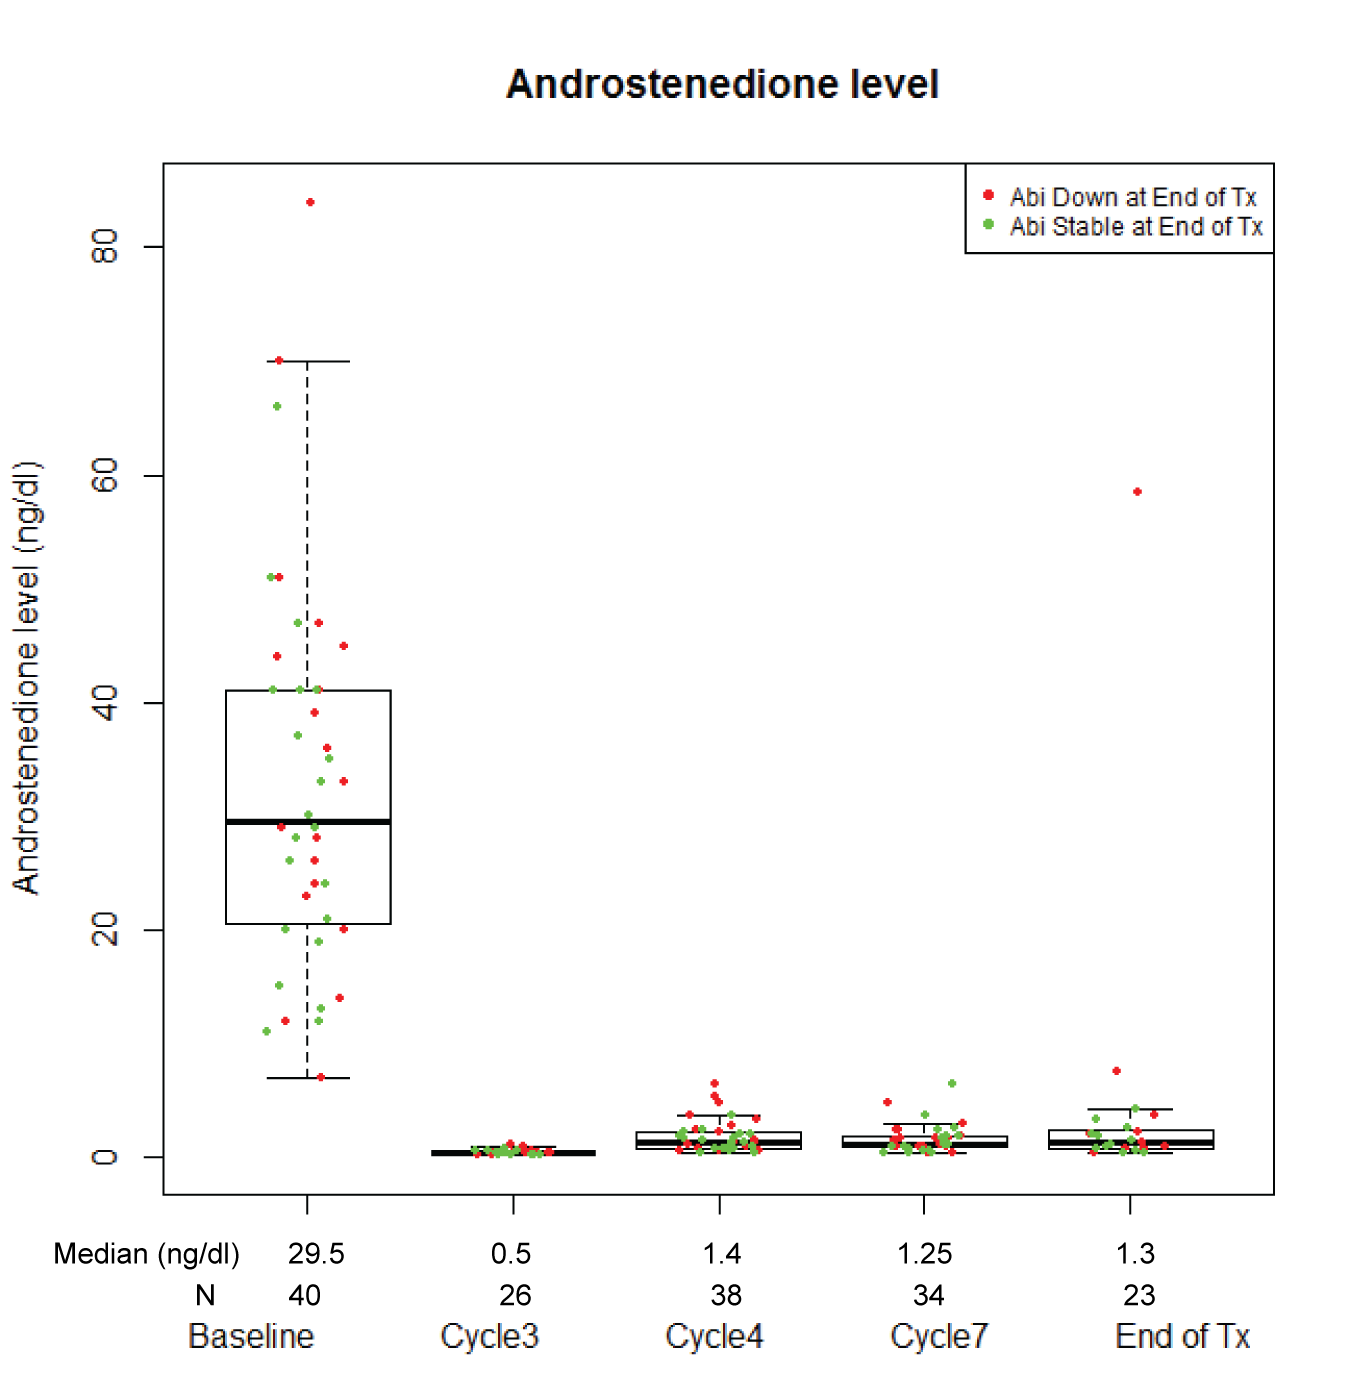 Androstenedione level
Abi Down at End of Tx
Abi Stable at End of Tx
Androstenedione level (ng/dl)
80
60
40
20
0
Median (ng/dl) 29.5 0.5 1.4 1.25 1.3
N 40 26 38 34 23
Baseline Cycle3 Cycle4 Cycle7 End of Tx